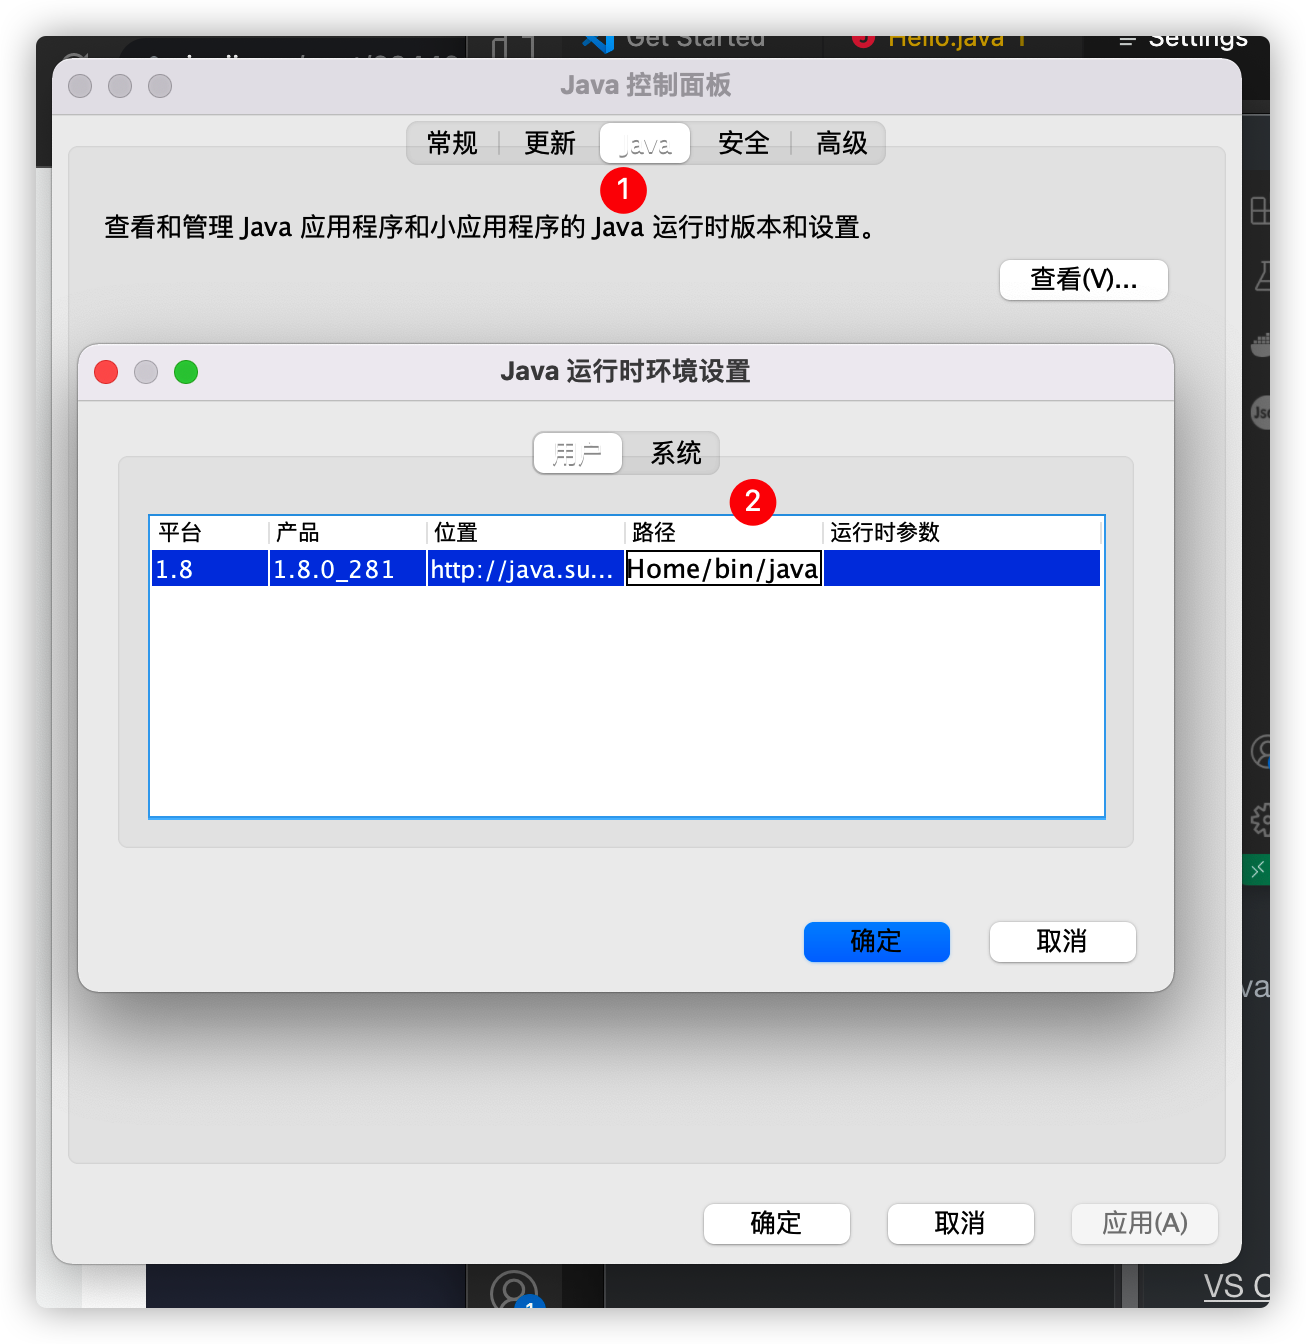 Get Started
Hello.java 1
Settings
Java 控制面板
常规
更新
Java
安全
高级
1
查看和管理 Java 应用程序和小应用程序的 Java 运行时版本和设置。
查看(V)...
Java 运行时环境设置
用户
系统
2
平台 产品 位置 路径 运行时参数
1.8 1.8.0_281 http://java.su... Home/bin/java
确定
取消
确定
取消
应用(A)
VS